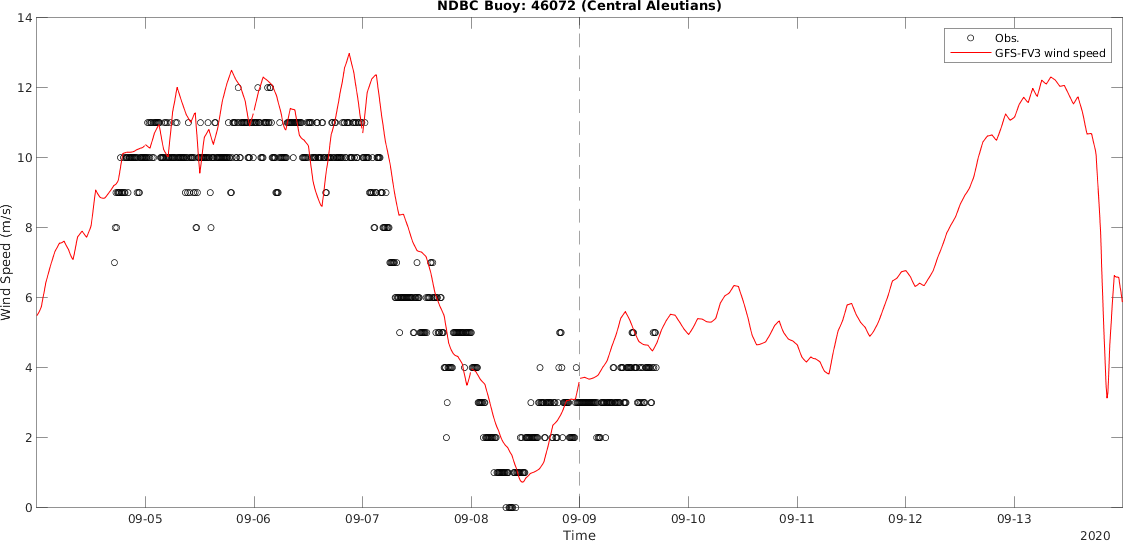 NDBC Buoy: 46072 (Central Aleutians)
Obs.
GFS-FV3 wind speed
Wind Speed (m/s)
14
12
10
8
6
4
2
0
09-05 09-06 09-07 09-08 09-09 09-10 09-11 09-12 09-13
Time
2020